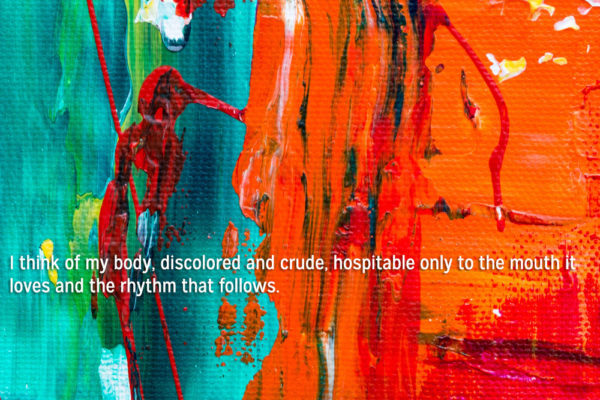 I think of my body, discolored and crude, hospitable only to the mouth it
loves and the rhythm that follows.